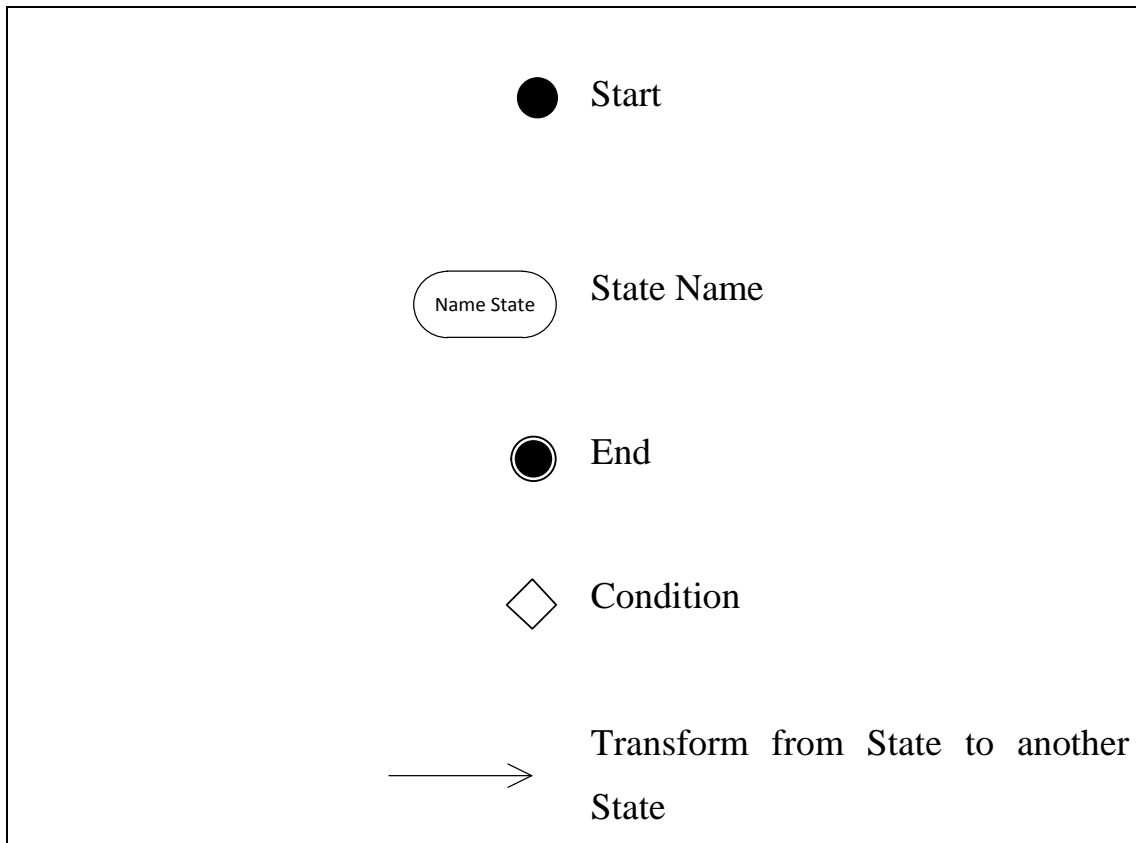 Start
Name State
State Name
End
Condition
Transform from State to another
State